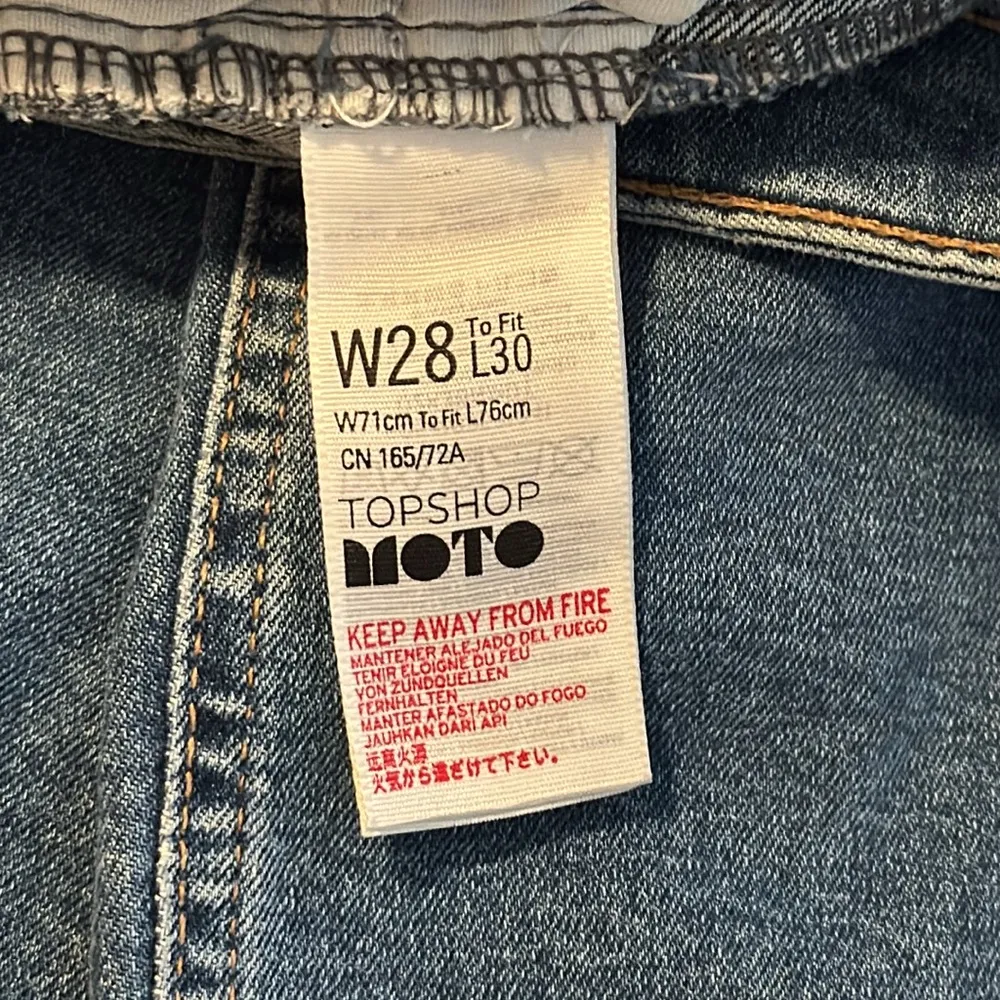 W28 To Fit L30
W71cm To Fit L76cm
CN 165/72A
TOPSHOP
MOTO
KEEP AWAY FROM FIRE
MANTENER ALEJADO DEL FUEGO
TENIR ELOIGNE DU FEU
VON ZUNDQUELLEN
FERNHALTEN
MANTER AFASTADO DO FOGO
JAUHKAN DARI API
远离火源
火気から遠ざけて下さい。